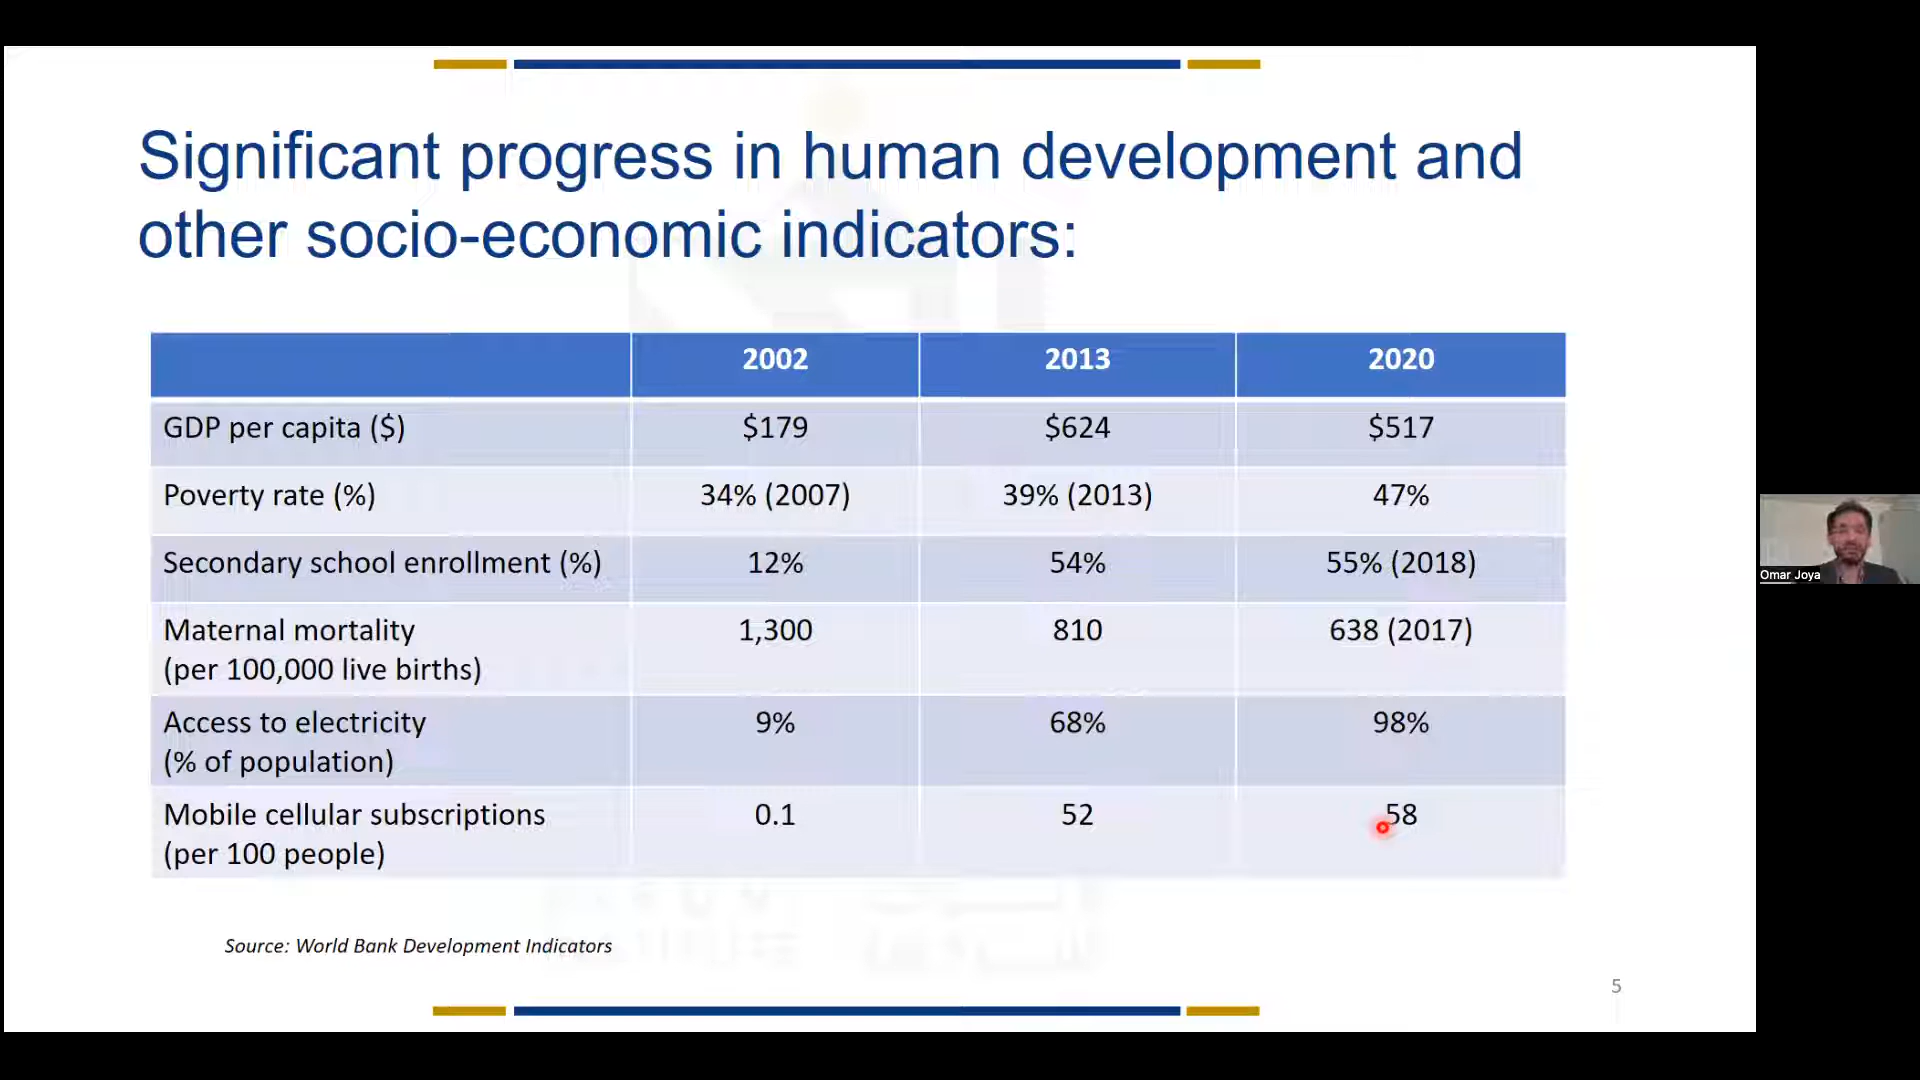 Significant progress in human development and
other socio-economic indicators:
2002 2013 2020
GDP per capita ($) $179 $624 $517
Poverty rate (%) 34% (2007) 39% (2013) 47%
Secondary school enrollment (%) 12% 54% 55% (2018)
Maternal mortality 1,300 810 638 (2017)
(per 100,000 live births)
Access to electricity 9% 68% 98%
(% of population)
Mobile cellular subscriptions 0.1 52 58
(per 100 people)
Source: World Bank Development Indicators
5
Omar Joya